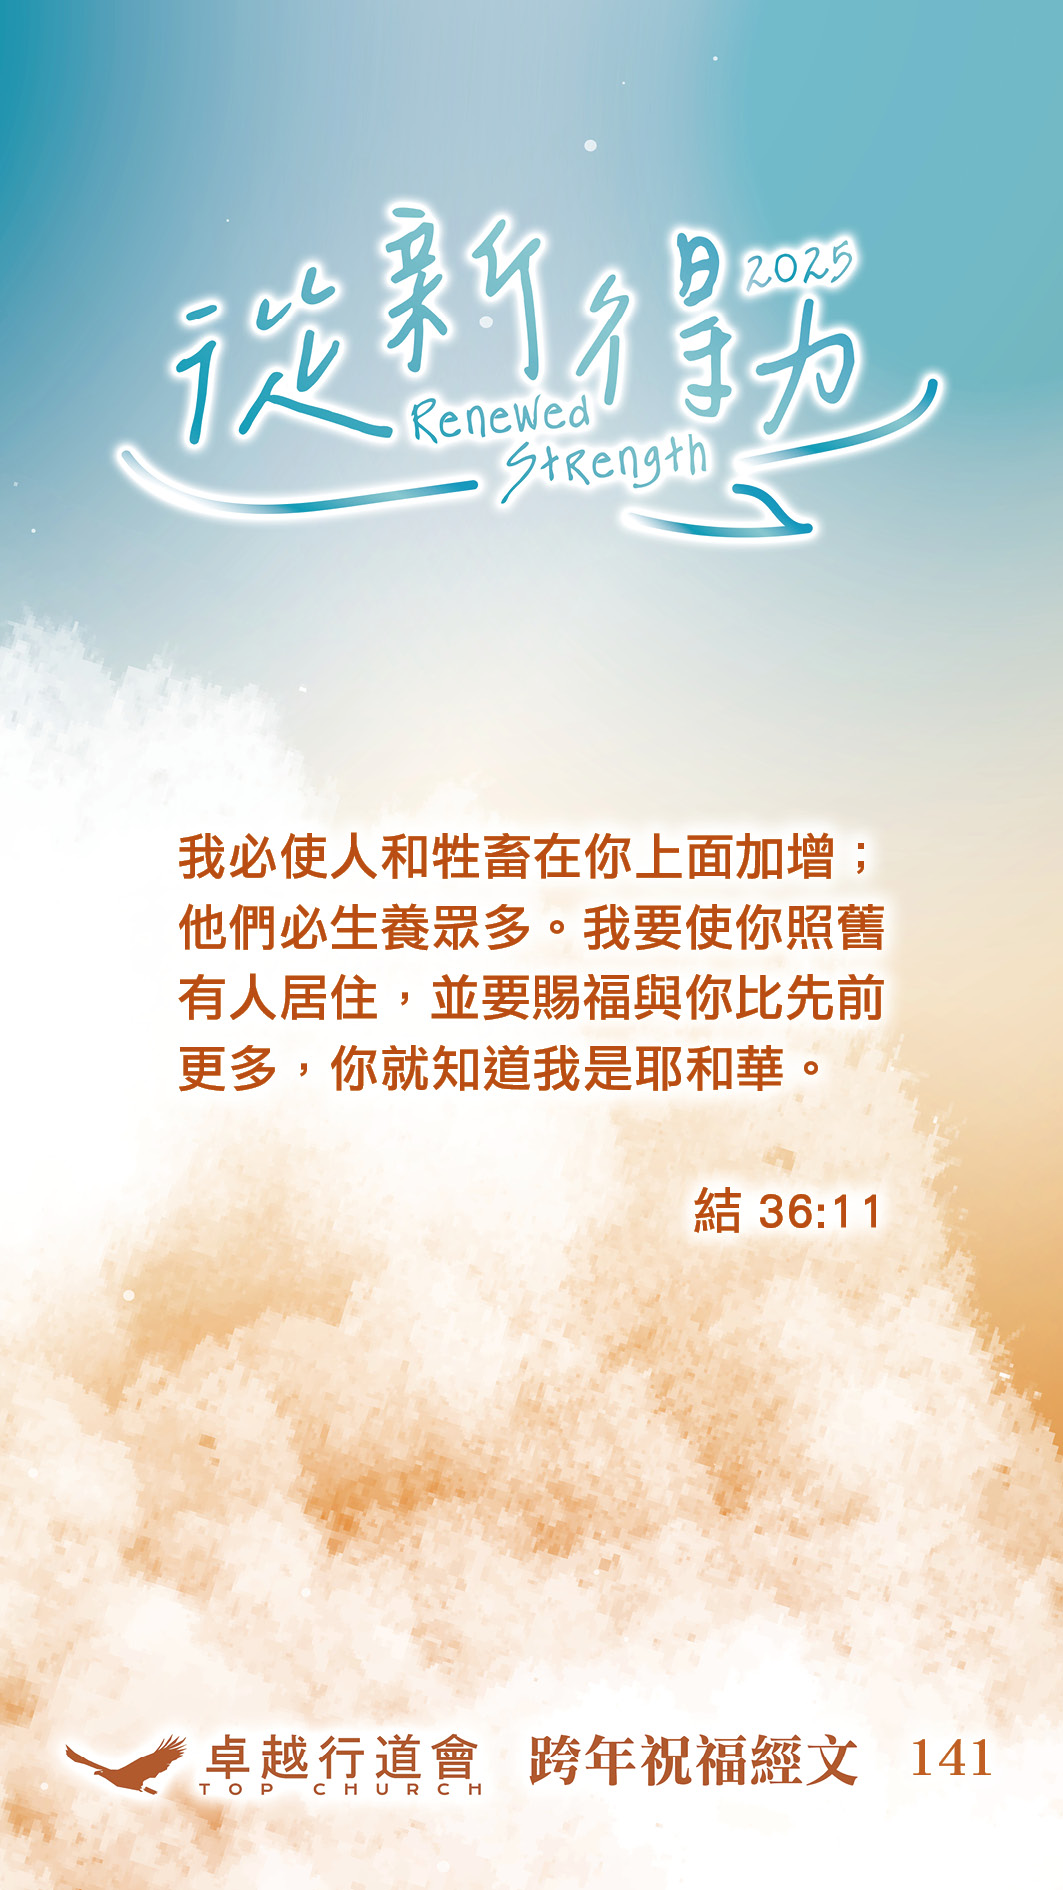 從新得力 2025
Renewed
Strength
我必使人和牲畜在你上面加增；
他們必生養眾多。我要使你照舊
有人居住，並要賜福與你比先前
更多，你就知道我是耶和華。
結 36:11
卓越行道會 跨年祝福經文 141
TOP CHURCH